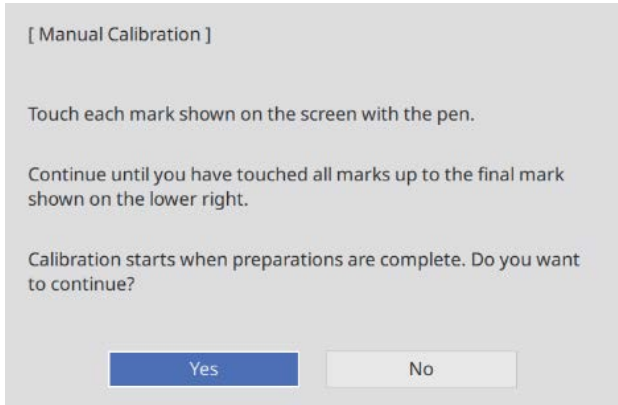 [ Manual Calibration ]
Touch each mark shown on the screen with the pen.
Continue until you have touched all marks up to the final mark
shown on the lower right.
Calibration starts when preparations are complete. Do you want
to continue?
Yes
No